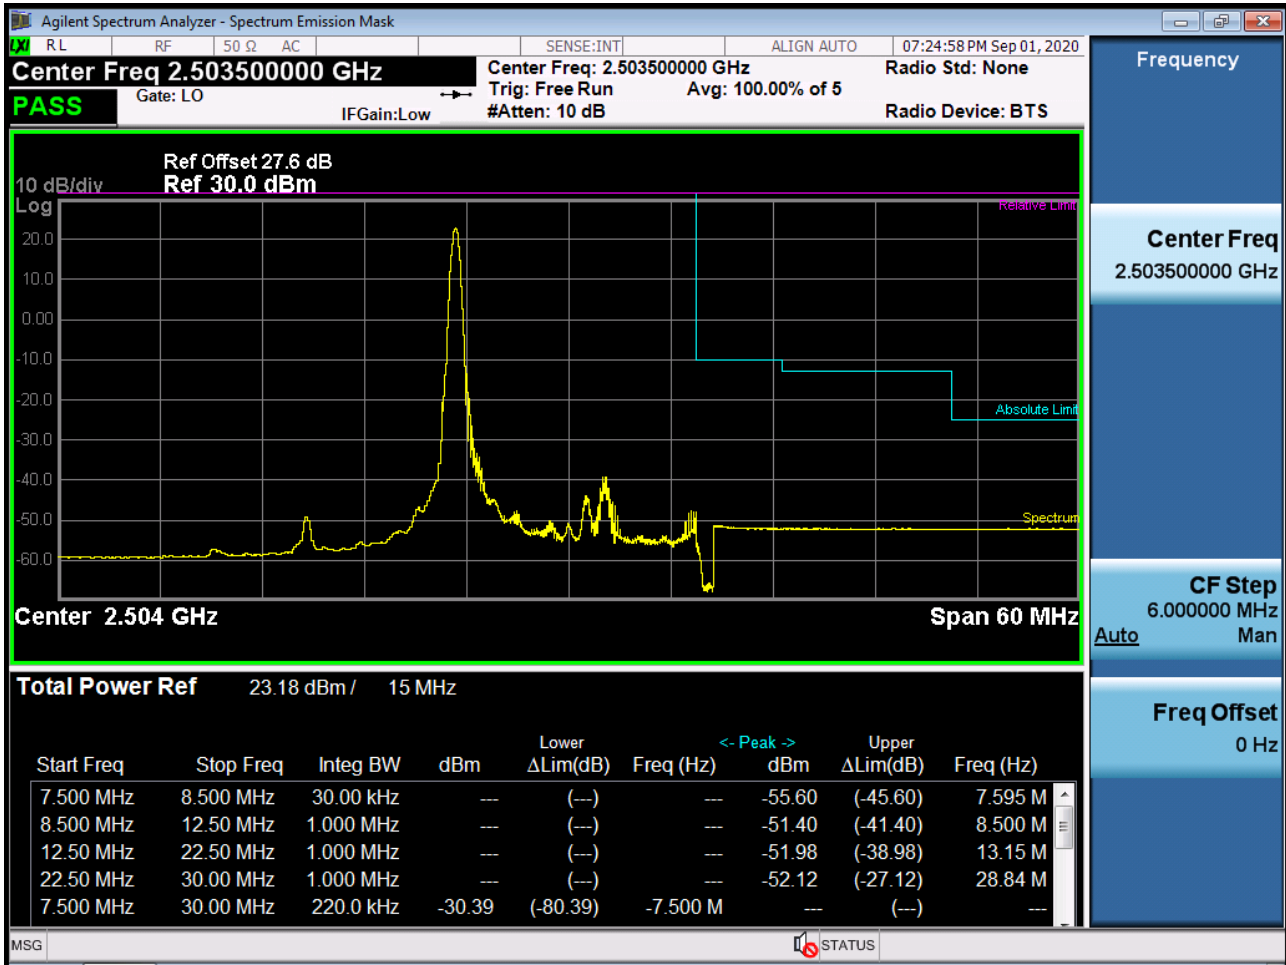 Agilent Spectrum Analyzer - Spectrum Emission Mask
LXI RL RF 50 Ω AC SENSE:INT ALIGN AUTO 07:24:58 PM Sep 01, 2020
Center Freq 2.503500000 GHz Center Freq: 2.503500000 GHz Radio Std: None
Trig: Free Run Avg: 100.00% of 5
PASS Gate: LO IFGain:Low #Atten: 10 dB Radio Device: BTS
Ref Offset 27.6 dB
10 dB/div Ref 30.0 dBm
Log
Relative Limit
20.0
10.0
0.00
-10.0
-20.0
Absolute Limit
-30.0
-40.0
-50.0
Spectrum
-60.0
Center 2.504 GHz Span 60 MHz
Total Power Ref 23.18 dBm / 15 MHz
Lower <- Peak -> Upper
Start Freq Stop Freq Integ BW dBm ΔLim(dB) Freq (Hz) dBm ΔLim(dB) Freq (Hz)
7.500 MHz 8.500 MHz 30.00 kHz --- (---) --- -55.60 (-45.60) 7.595 M
8.500 MHz 12.50 MHz 1.000 MHz --- (---) --- -51.40 (-41.40) 8.500 M
12.50 MHz 22.50 MHz 1.000 MHz --- (---) --- -51.98 (-38.98) 13.15 M
22.50 MHz 30.00 MHz 1.000 MHz --- (---) --- -52.12 (-27.12) 28.84 M
7.500 MHz 30.00 MHz 220.0 kHz -30.39 (-80.39) -7.500 M --- (---) ---
MSG STATUS
Frequency
Center Freq
2.503500000 GHz
CF Step
6.000000 MHz
Auto Man
Freq Offset
0 Hz